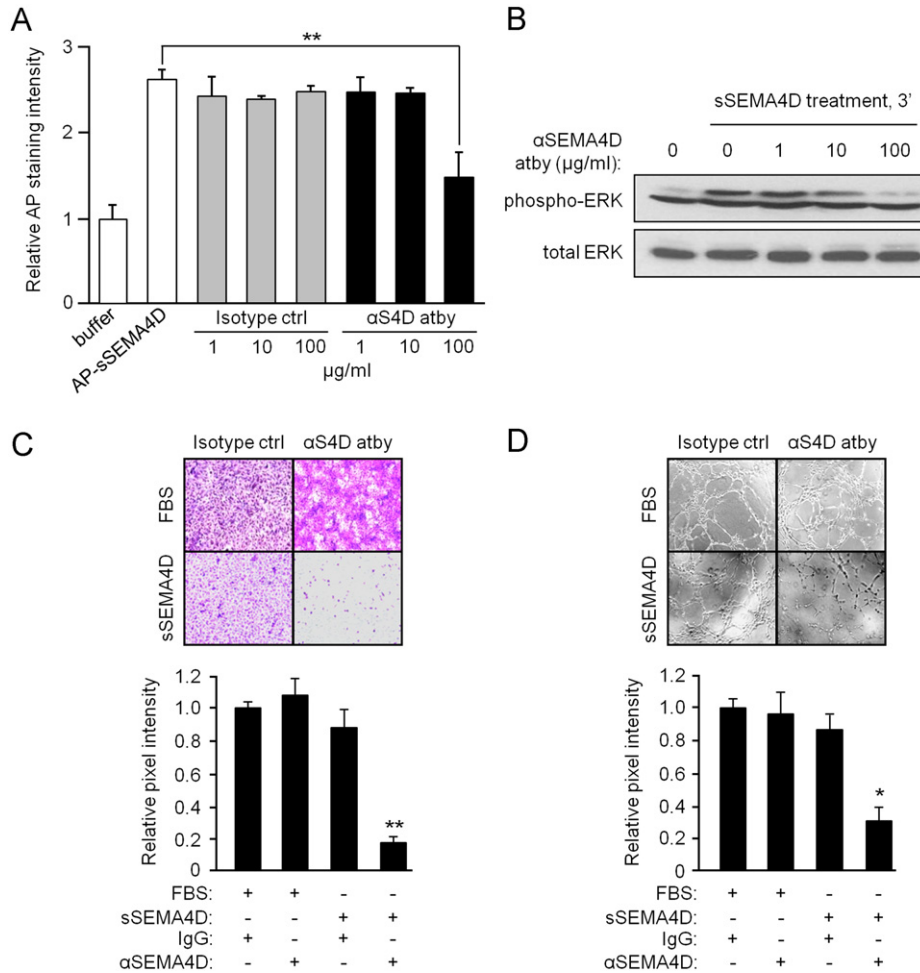 A
**
3
2
1
0
Relative AP staining intensity
buffer
AP-sSEMA4D
Isotype ctrl
αS4D atby
1 10 100 1 10 100
µg/ml
B
sSEMA4D treatment, 3'
αSEMA4D
atby (µg/ml):
0 0 1 10 100
phospho-ERK
total ERK
C
Isotype ctrl αS4D atby
FBS
sSEMA4D
Relative pixel intensity
1.2
1.0
0.8
0.6
0.4
0.2
0
**
FBS: + + - -
sSEMA4D: - - + +
IgG: + - + -
αSEMA4D: - + - +
D
Isotype ctrl αS4D atby
FBS
sSEMA4D
Relative pixel intensity
1.2
1.0
0.8
0.6
0.4
0.2
0
*
FBS: + + - -
sSEMA4D: - - + +
IgG: + - + -
αSEMA4D: - + - +